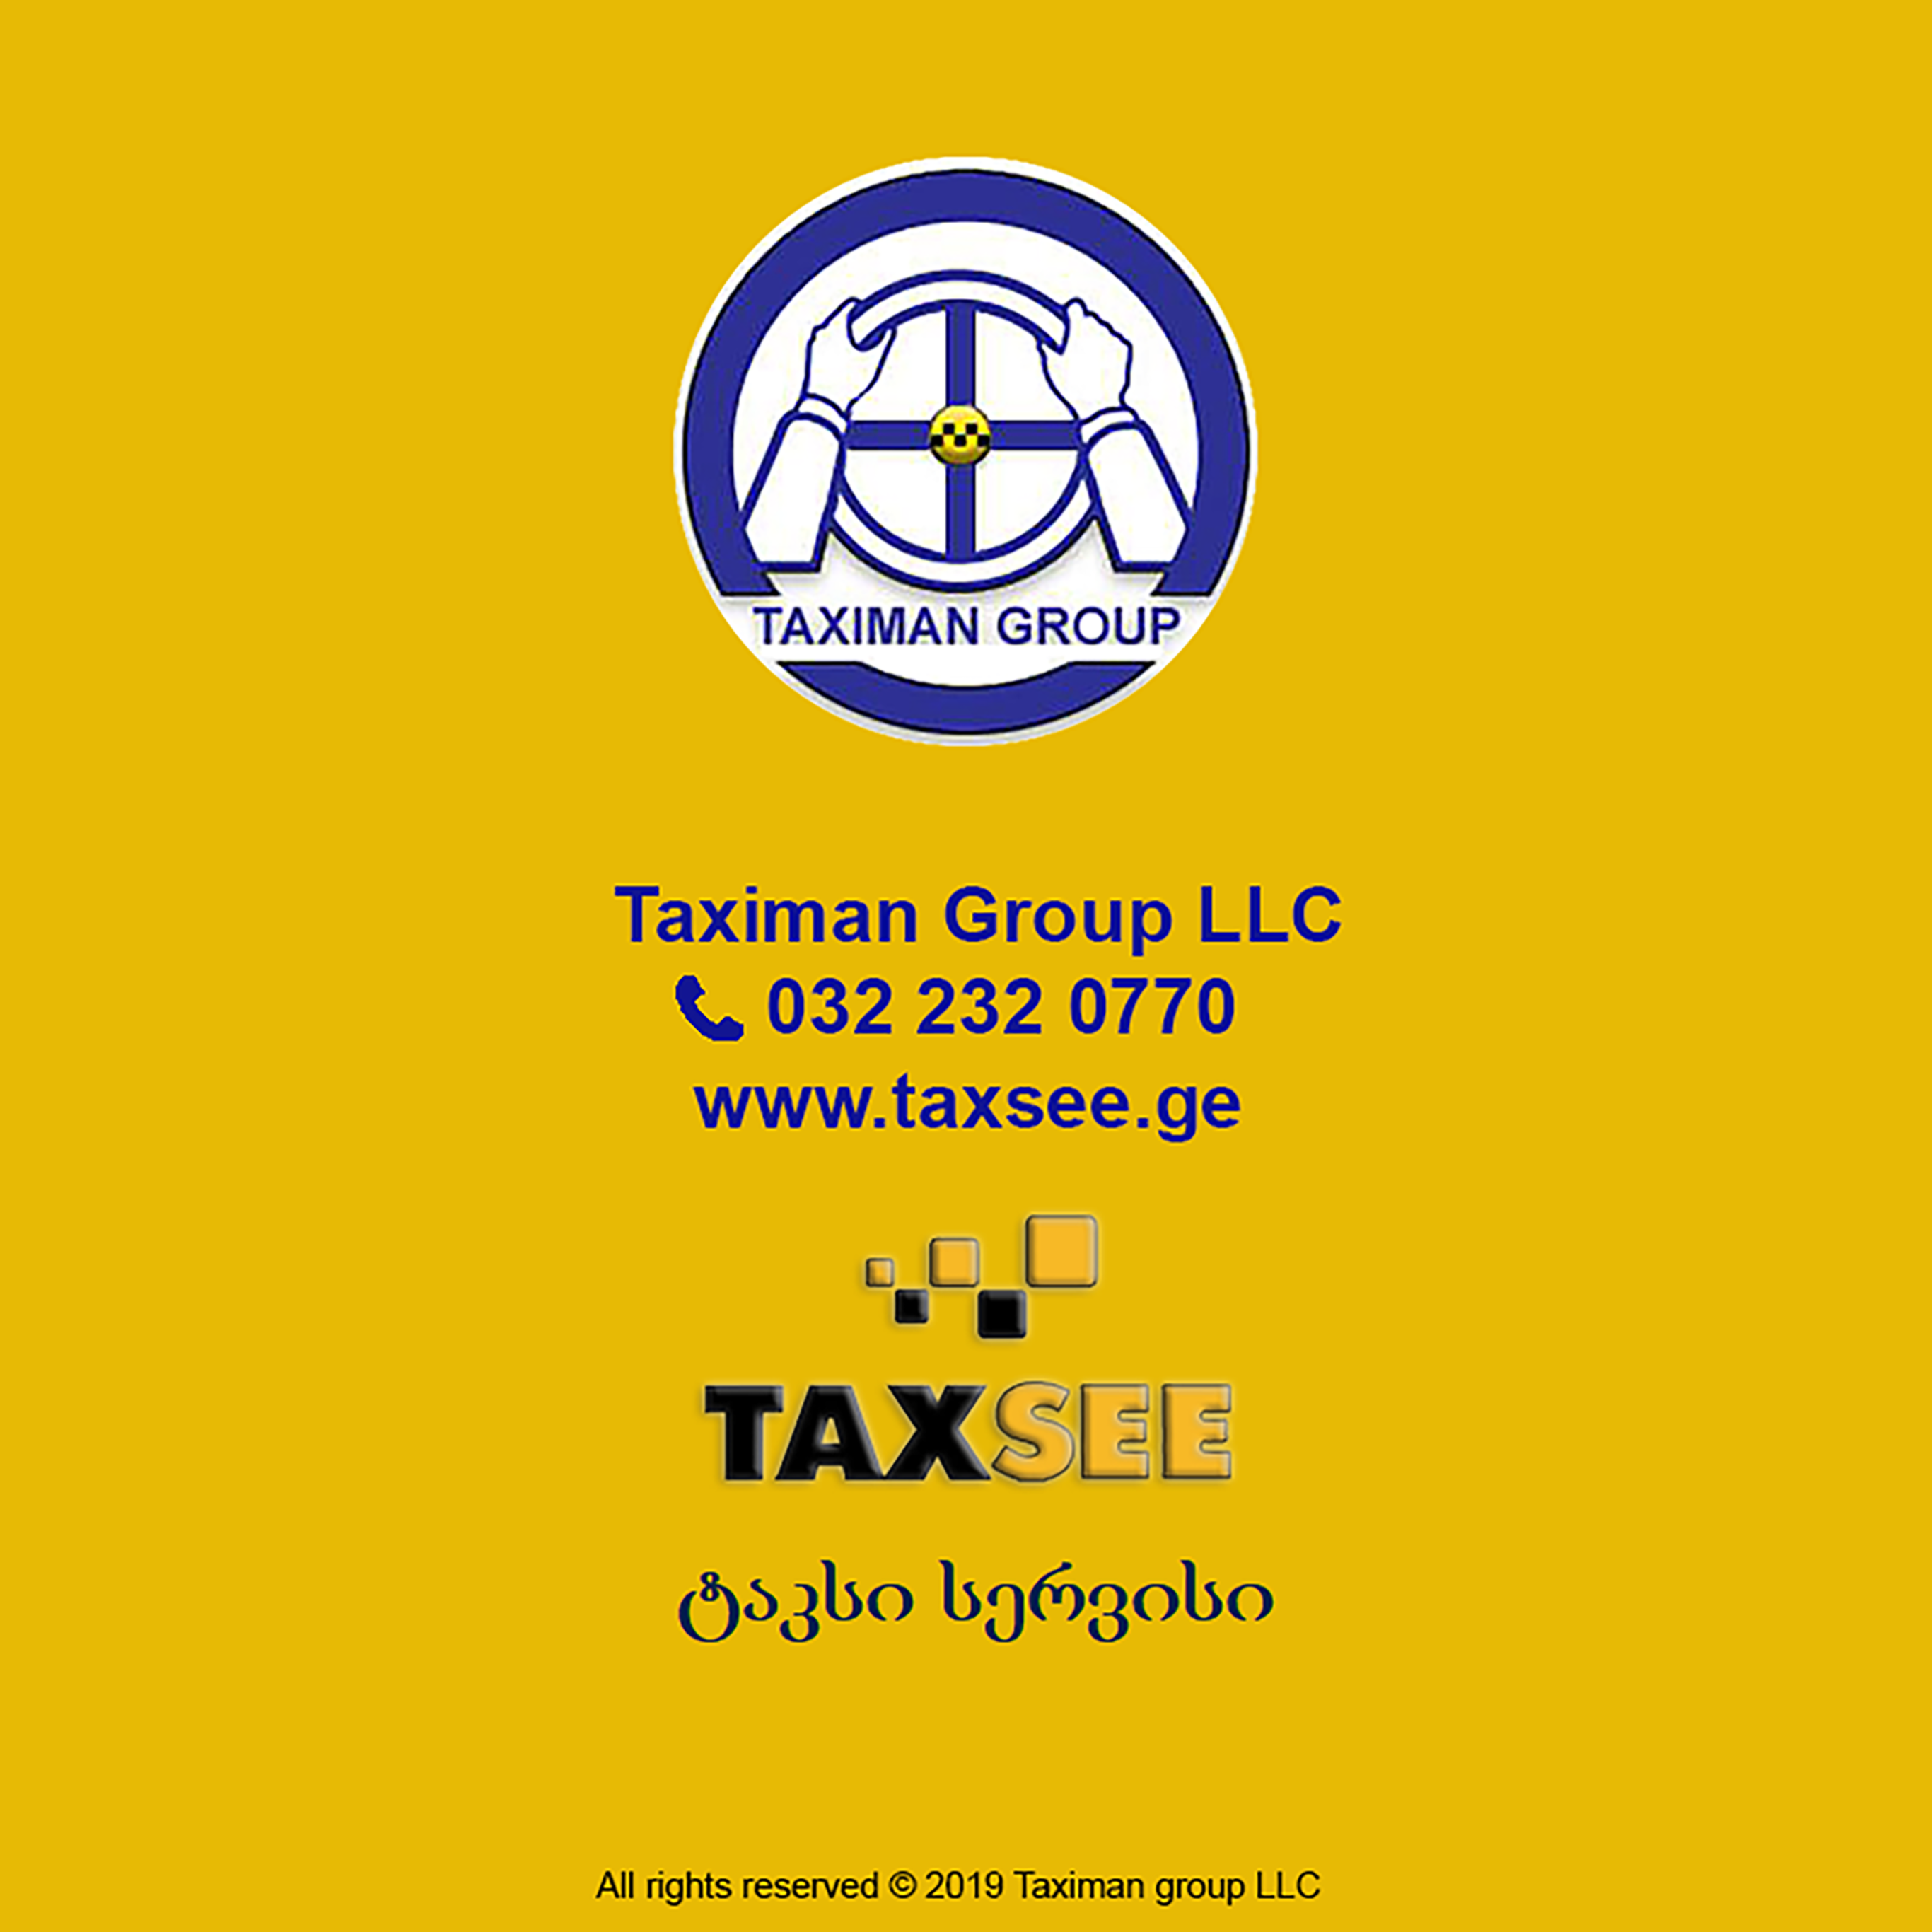 TAXIMAN GROUP
Taximan Group LLC
032 232 0770
www.taxsee.ge
TAXSEE
ტაკსი სერვისი
All rights reserved © 2019 Taximan group LLC